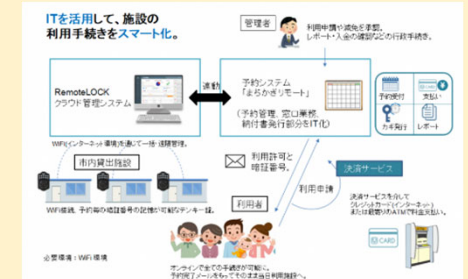 ITを活用して、施設の
利用手続きをスマート化。
管理者
利用申請や減免を承認。
レポート・入金の確認などの行政手続き。
RemoteLOCK
クラウド管理システム
連動
予約システム
「まちかぎリモート」
(予約管理、窓口業務、
納付書発行部分をIT化)
予約受付
支払い
カギ発行
レポート
WiFi(インターネット環境)を通じて一括・遠隔管理。
市内貸出施設
WiFi接続、予約毎の暗証番号の記憶が可能なテンキー錠。
利用許可と
暗証番号。
利用申請
決済サービス
決済サービスを介して
クレジットカード(インターネット)
または最寄りのATMで料金支払い。
CARD
利用者
必要環境:WiFi環境
オンラインで全ての手続きが可能に。
予約完了メールをもってそのまま当日利用施設へ。